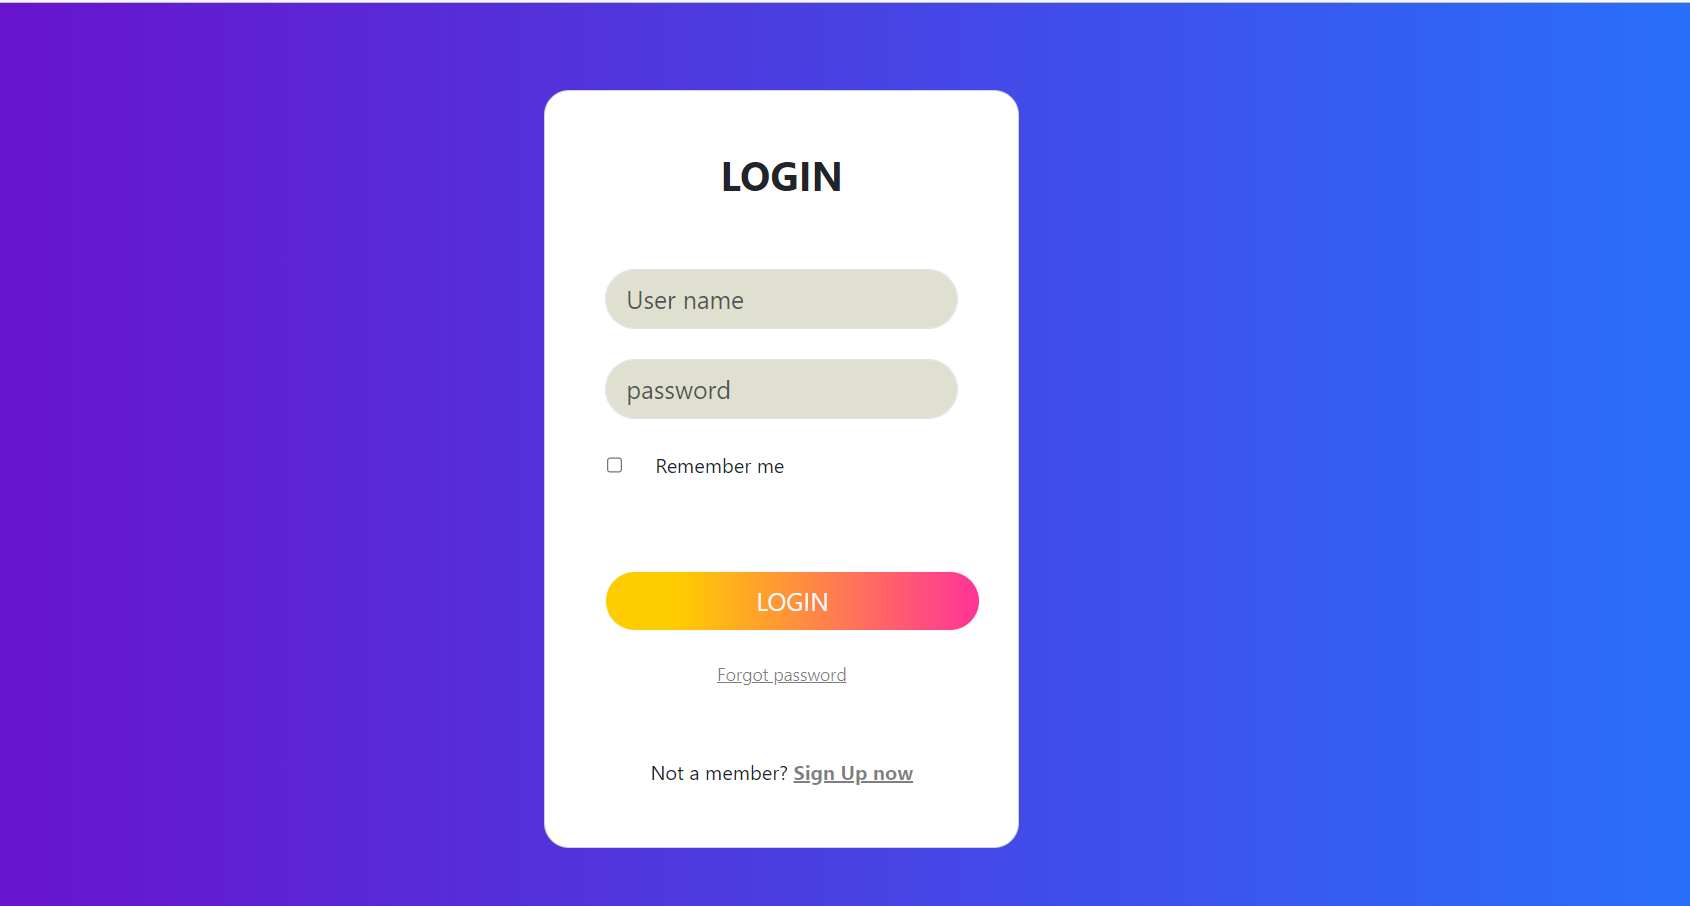 LOGIN
User name
password
Remember me
LOGIN
Forgot password
Not a member? Sign Up now